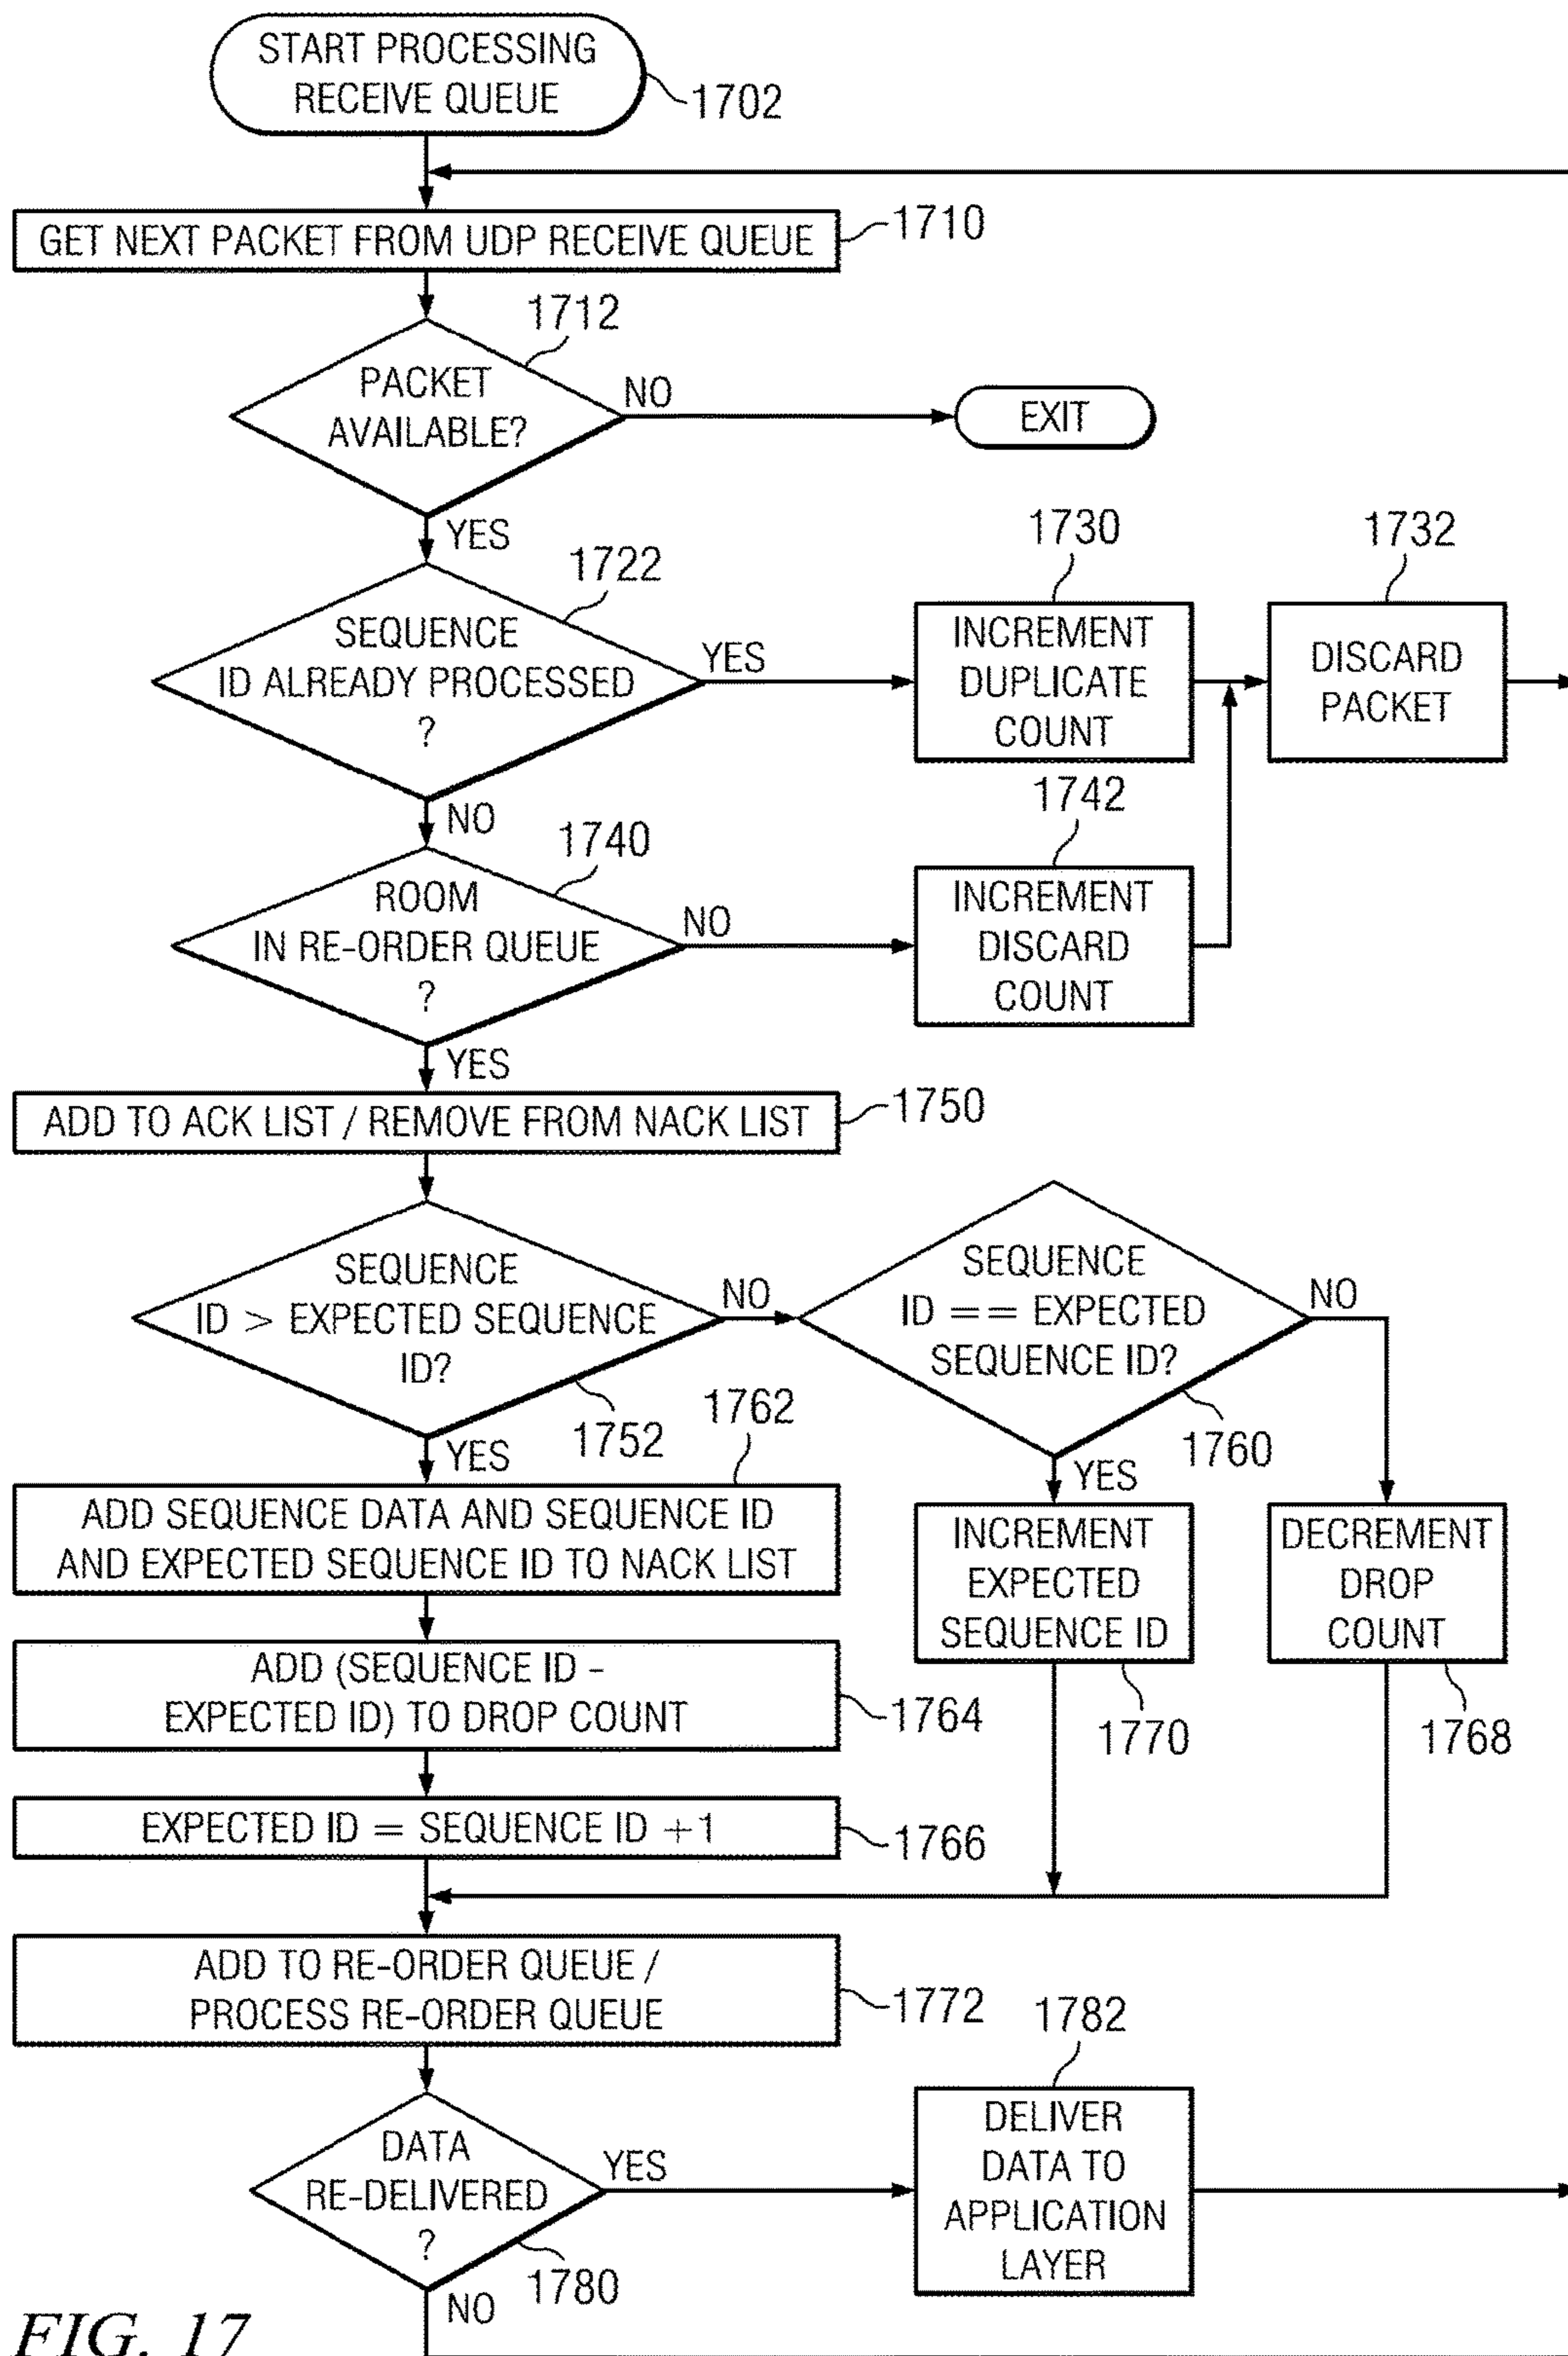 START PROCESSING
RECEIVE QUEUE
1702
GET NEXT PACKET FROM UDP RECEIVE QUEUE
1710
1712
PACKET
AVAILABLE?
NO
EXIT
YES
1722
SEQUENCE
ID ALREADY PROCESSED
?
YES
1730
INCREMENT
DUPLICATE
COUNT
1732
DISCARD
PACKET
NO
1740
ROOM
IN RE-ORDER QUEUE
?
NO
1742
INCREMENT
DISCARD
COUNT
YES
ADD TO ACK LIST / REMOVE FROM NACK LIST
1750
SEQUENCE
ID > EXPECTED SEQUENCE
ID?
1752
NO
SEQUENCE
ID == EXPECTED
SEQUENCE ID?
1760
NO
YES
1762
ADD SEQUENCE DATA AND SEQUENCE ID
AND EXPECTED SEQUENCE ID TO NACK LIST
YES
INCREMENT
EXPECTED
SEQUENCE ID
1770
DECREMENT
DROP
COUNT
1768
ADD (SEQUENCE ID -
EXPECTED ID) TO DROP COUNT
1764
EXPECTED ID = SEQUENCE ID +1
1766
ADD TO RE-ORDER QUEUE /
PROCESS RE-ORDER QUEUE
1772
DATA
RE-DELIVERED
?
1780
YES
1782
DELIVER
DATA TO
APPLICATION
LAYER
NO
FIG. 17